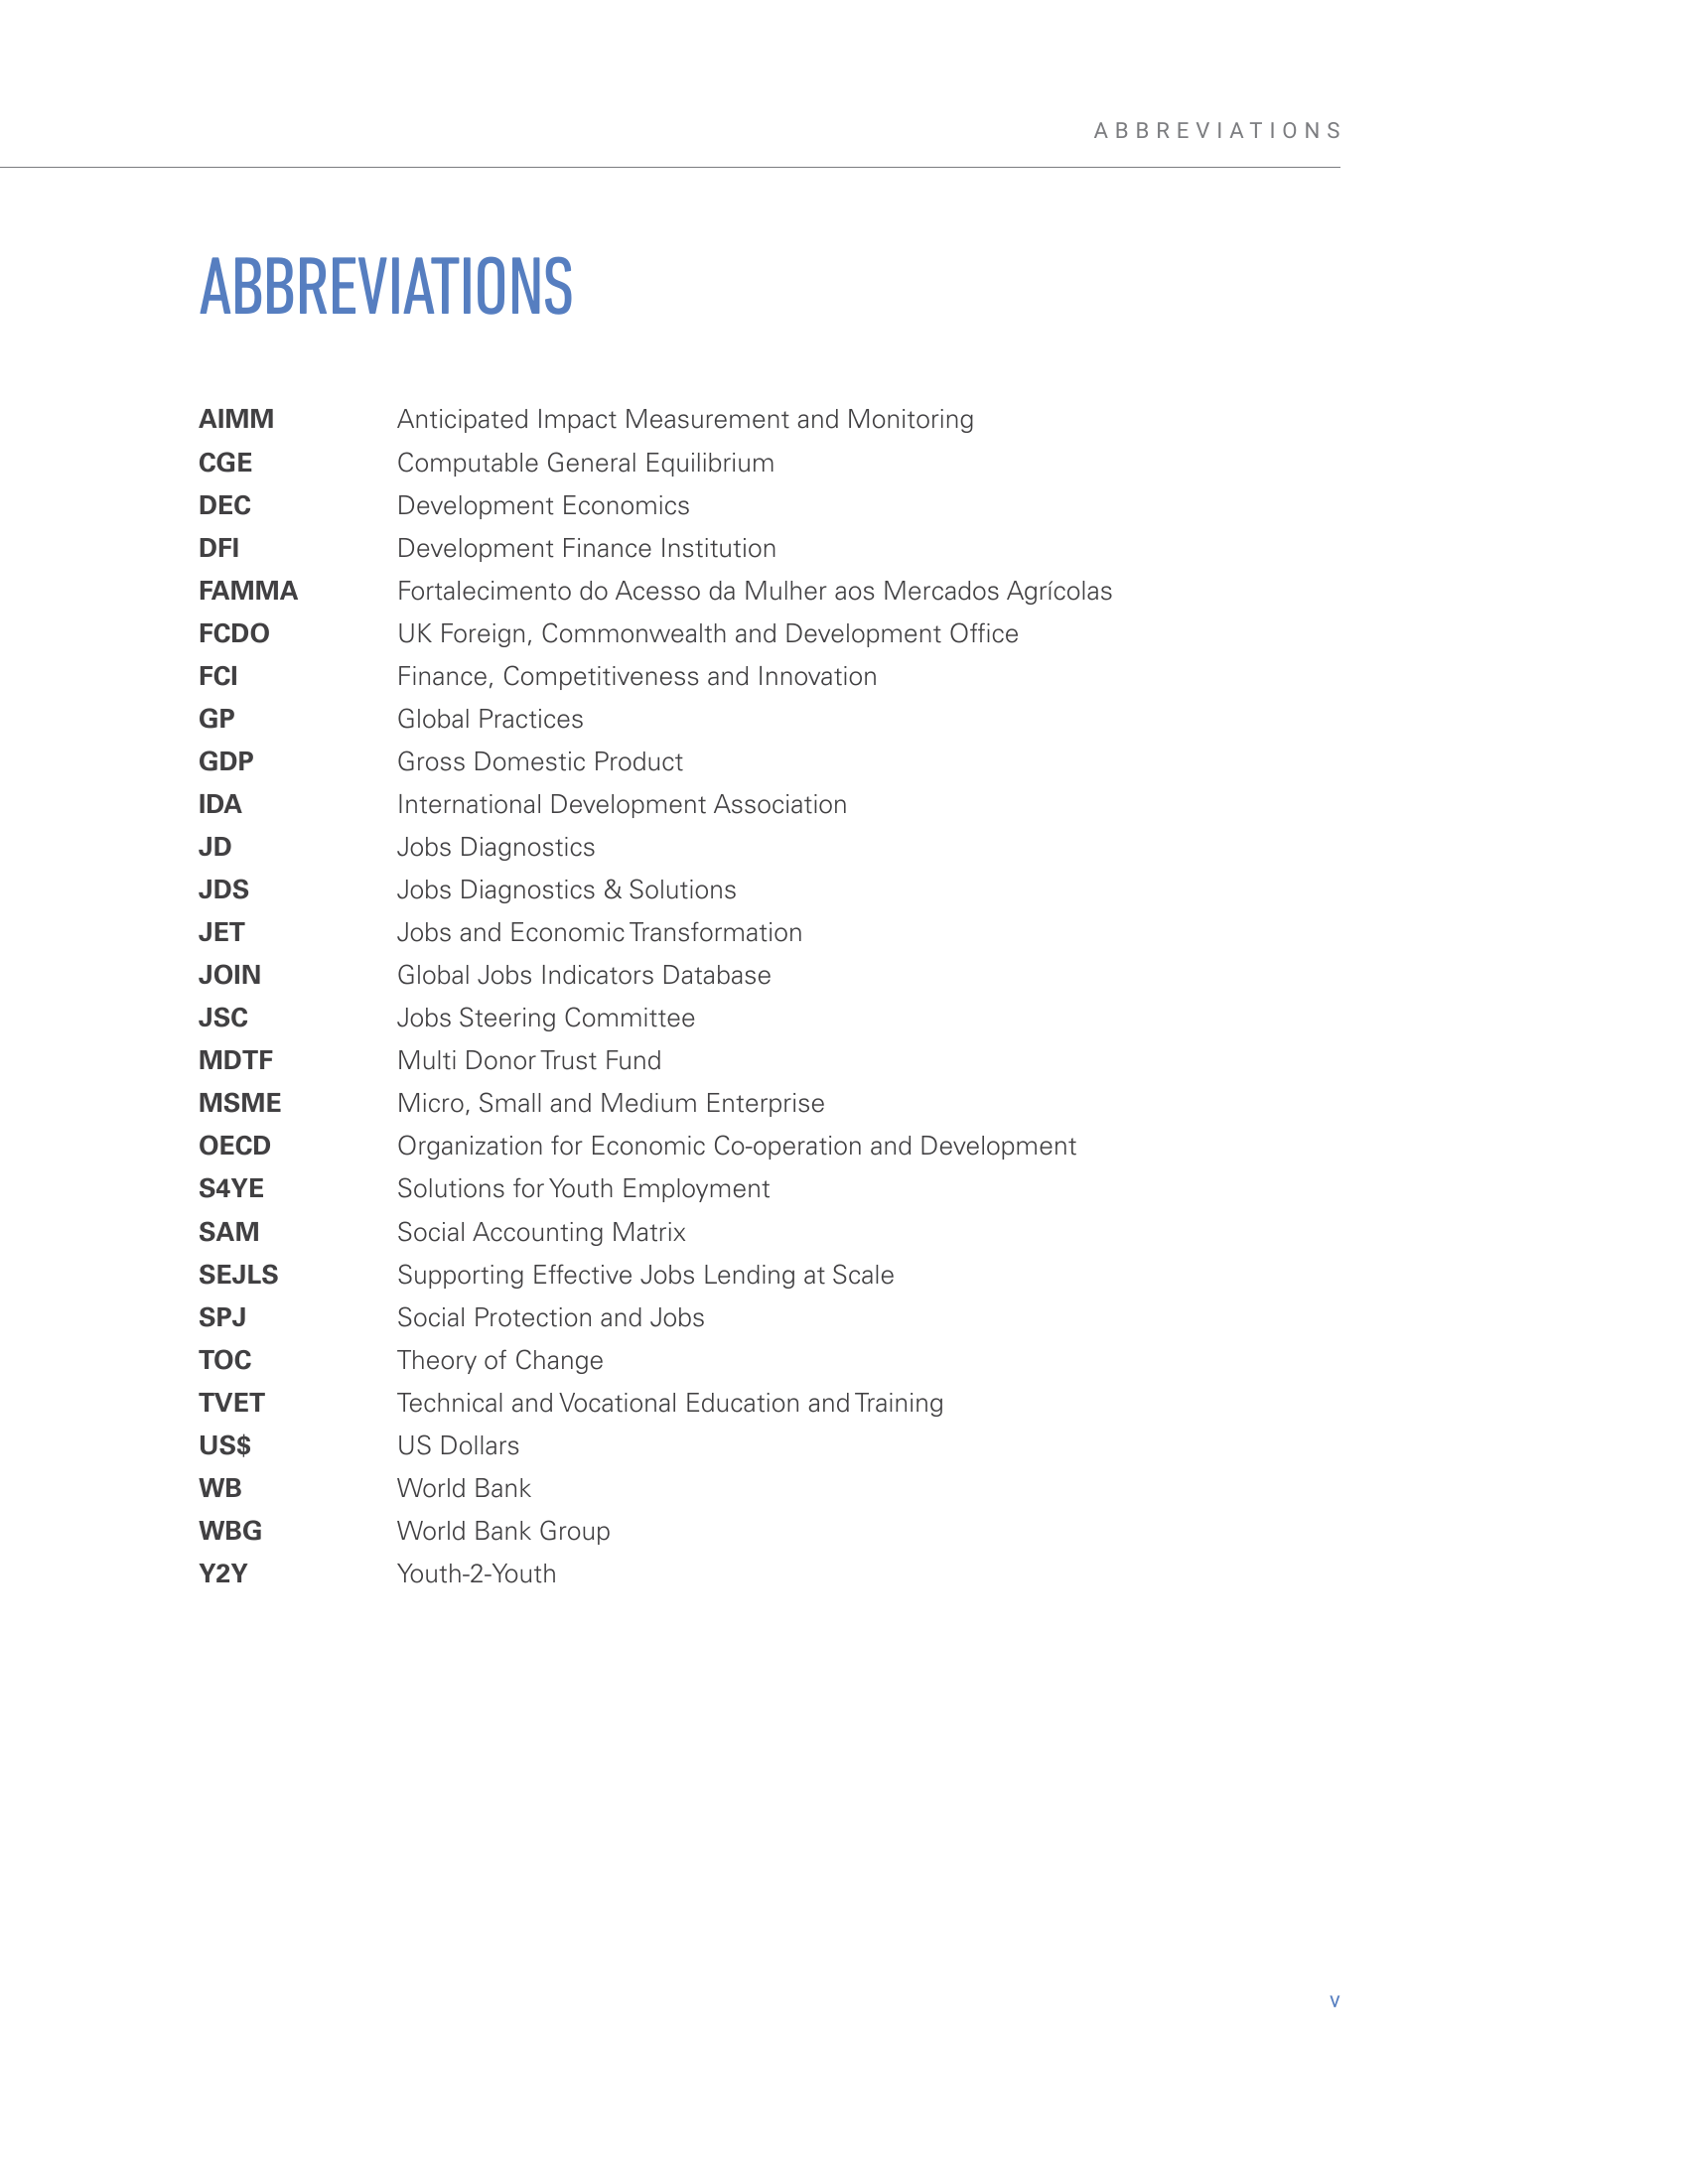 ABBREVIATIONS
ABBREVIATIONS
AIMM Anticipated Impact Measurement and Monitoring
CGE Computable General Equilibrium
DEC Development Economics
DFI Development Finance Institution
FAMMA Fortalecimento do Acesso da Mulher aos Mercados Agrícolas
FCDO UK Foreign, Commonwealth and Development Office
FCI Finance, Competitiveness and Innovation
GP Global Practices
GDP Gross Domestic Product
IDA International Development Association
JD Jobs Diagnostics
JDS Jobs Diagnostics & Solutions
JET Jobs and Economic Transformation
JOIN Global Jobs Indicators Database
JSC Jobs Steering Committee
MDTF Multi Donor Trust Fund
MSME Micro, Small and Medium Enterprise
OECD Organization for Economic Co-operation and Development
S4YE Solutions for Youth Employment
SAM Social Accounting Matrix
SEJLS Supporting Effective Jobs Lending at Scale
SPJ Social Protection and Jobs
TOC Theory of Change
TVET Technical and Vocational Education and Training
US$ US Dollars
WB World Bank
WBG World Bank Group
Y2Y Youth-2-Youth
v